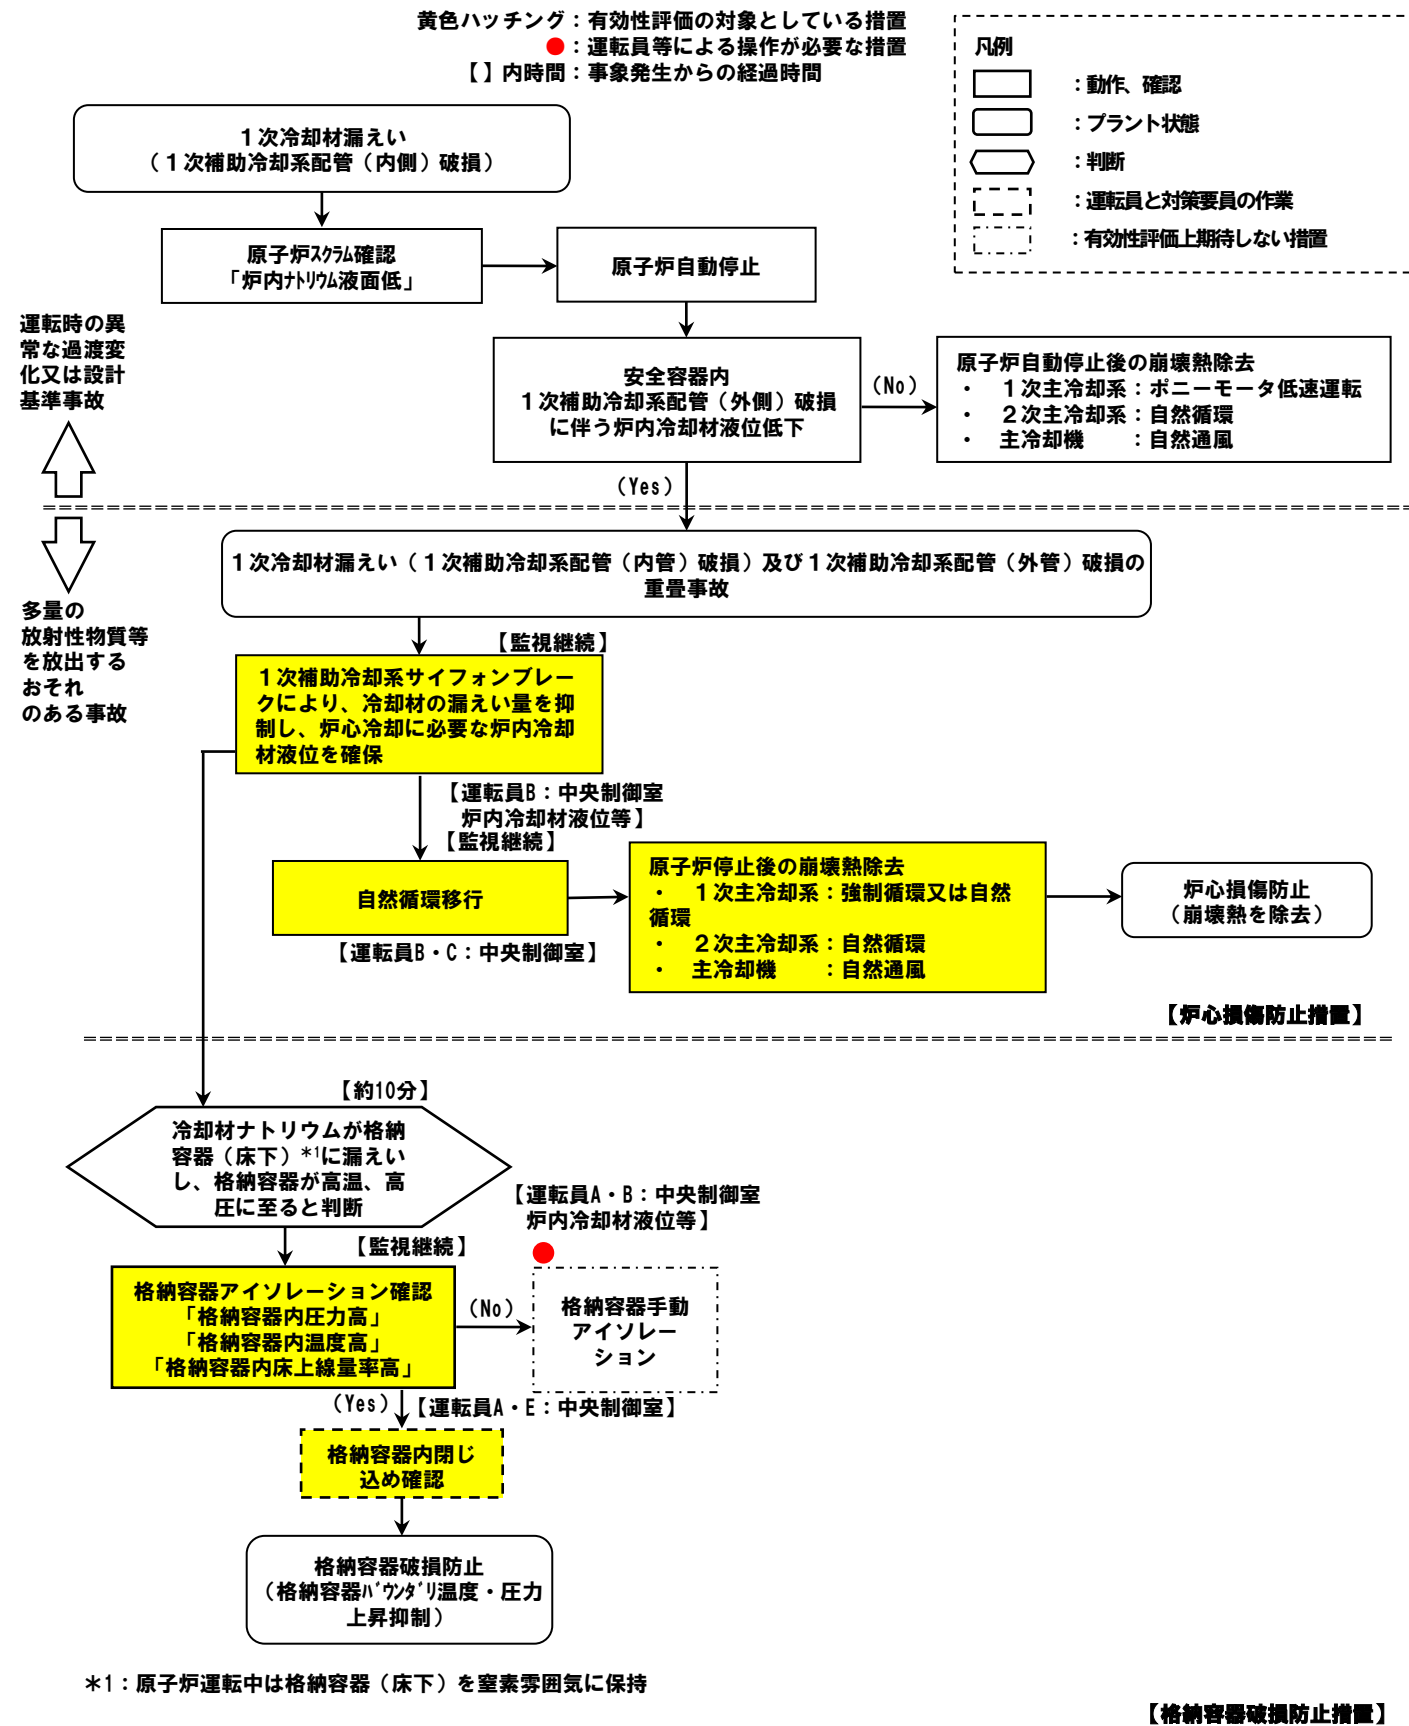 黄色ハッチング：有効性評価の対象としている措置
●：運転員等による操作が必要な措置
【】内時間：事象発生からの経過時間
凡例
：動作、確認
：プラント状態
：判断
：運転員と対策要員の作業
：有効性評価上期待しない措置
１次冷却材漏えい
（１次補助冷却系配管（内側）破損）
原子炉ｽｸﾗﾑ確認
「炉内ﾅﾄﾘｳﾑ液面低」
原子炉自動停止
運転時の異
常な過渡変
化又は設計
基準事故
安全容器内
１次補助冷却系配管（外側）破損
に伴う炉内冷却材液位低下
（No）
原子炉自動停止後の崩壊熱除去
・　１次主冷却系：ポニーモータ低速運転
・　２次主冷却系：自然循環
・　主冷却機　　：自然通風
（Yes）
多量の
放射性物質等
を放出する
おそれ
のある事故
１次冷却材漏えい（１次補助冷却系配管（内管）破損）及び１次補助冷却系配管（外管）破損の
重畳事故
【監視継続】
１次補助冷却系サイフォンブレー
クにより、冷却材の漏えい量を抑
制し、炉心冷却に必要な炉内冷却
材液位を確保
【運転員B：中央制御室
炉内冷却材液位等】
【監視継続】
自然循環移行
【運転員B・C：中央制御室】
原子炉停止後の崩壊熱除去
・　１次主冷却系：強制循環又は自然
循環
・　２次主冷却系：自然循環
・　主冷却機　　：自然通風
炉心損傷防止
（崩壊熱を除去）
【炉心損傷防止措置】
【約10分】
冷却材ナトリウムが格納
容器（床下）*1に漏えい
し、格納容器が高温、高
圧に至ると判断
【監視継続】
【運転員A・B：中央制御室
炉内冷却材液位等】
格納容器アイソレーション確認
「格納容器内圧力高」
「格納容器内温度高」
「格納容器内床上線量率高」
（No）
格納容器手動
アイソレー
ション
（Yes）
【運転員A・E：中央制御室】
格納容器内閉じ
込め確認
格納容器破損防止
（格納容器ﾊﾞｳﾝﾀﾞﾘ温度・圧力
上昇抑制）
＊1：原子炉運転中は格納容器（床下）を窒素雰囲気に保持
【格納容器破損防止措置】